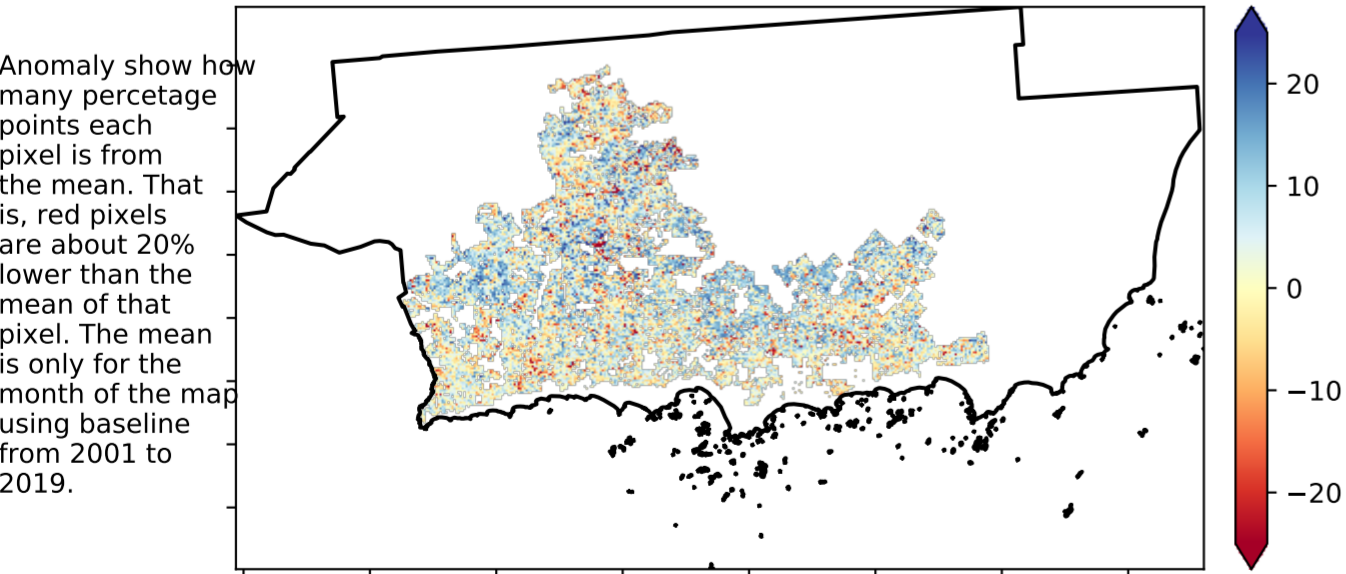 Anomaly show how
many percetage
points each
pixel is from
the mean. That
is, red pixels
are about 20%
lower than the
mean of that
pixel. The mean
is only for the
month of the map
using baseline
from 2001 to
2019.
20
10
0
−10
−20